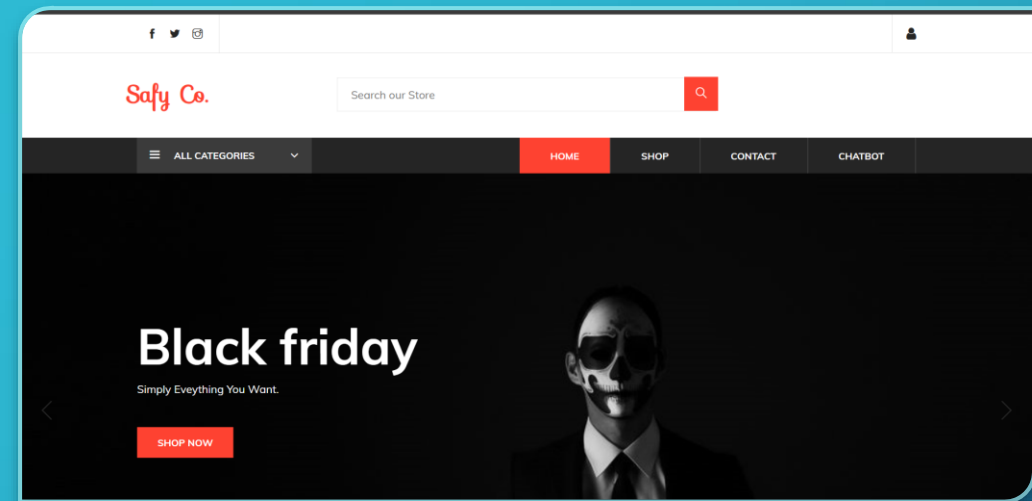 Safy Co.
Search our Store
ALL CATEGORIES
HOME
SHOP
CONTACT
CHATBOT
Black friday
Simply Eveything You Want.
SHOP NOW